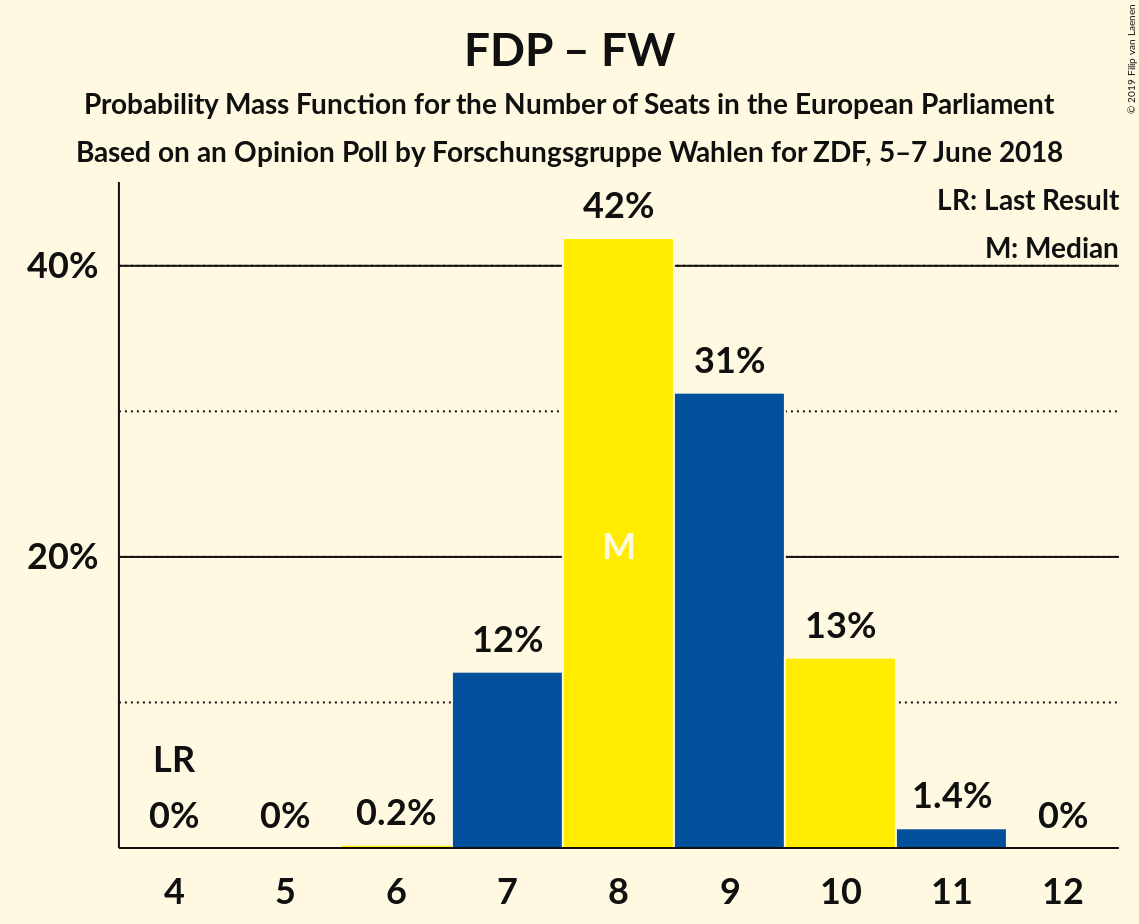 FDP – FW
Probability Mass Function for the Number of Seats in the European Parliament
Based on an Opinion Poll by Forschungsgruppe Wahlen for ZDF, 5–7 June 2018
© 2019 Filip van Laenen
LR: Last Result
M: Median
42%
40%
31%
M
20%
13%
12%
LR
1.4%
0%
0%
0.2%
0%
4 5 6 7 8 9 10 11 12